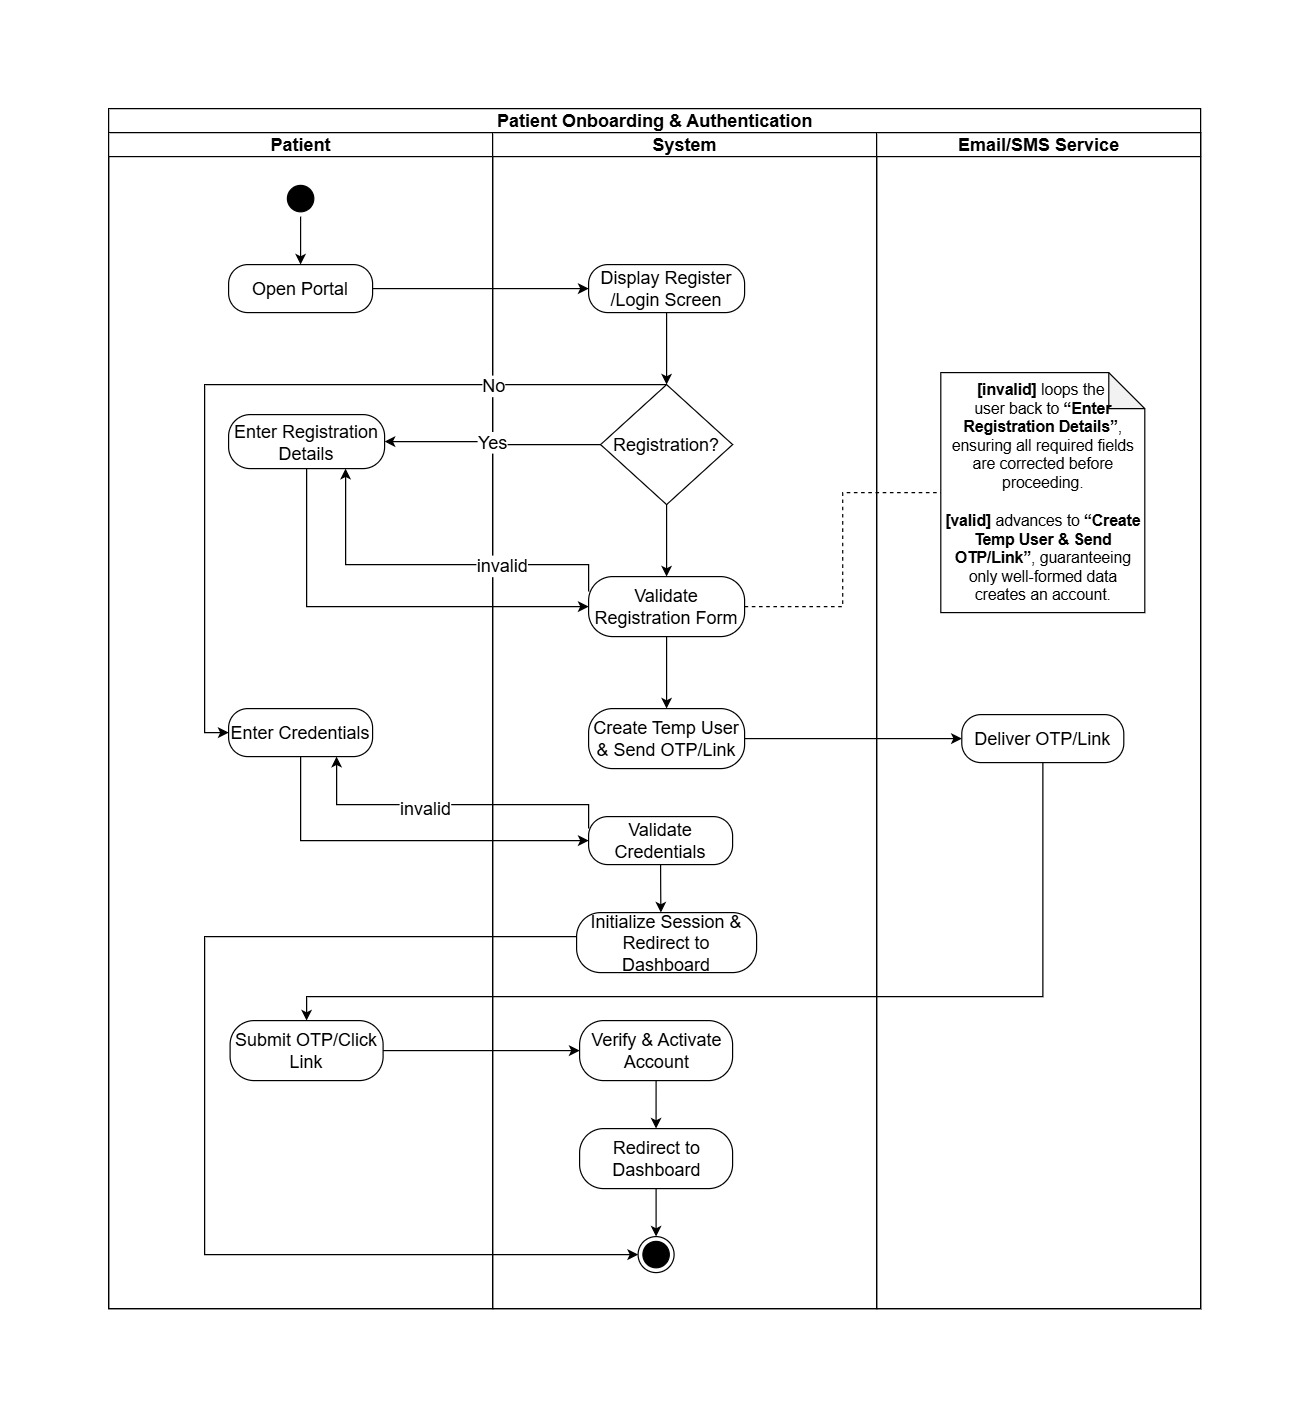 Patient Onboarding & Authentication
Patient
System
Email/SMS Service
Open Portal
Display Register
/Login Screen
No
Enter Registration
Details
Yes
Registration?
[invalid] loops the
user back to “Enter
Registration Details”,
ensuring all required fields
are corrected before
proceeding.
[valid] advances to “Create
Temp User & Send
OTP/Link”, guaranteeing
only well-formed data
creates an account.
invalid
Validate
Registration Form
Enter Credentials
Create Temp User
& Send OTP/Link
Deliver OTP/Link
invalid
Validate
Credentials
Initialize Session &
Redirect to
Dashboard
Submit OTP/Click
Link
Verify & Activate
Account
Redirect to
Dashboard